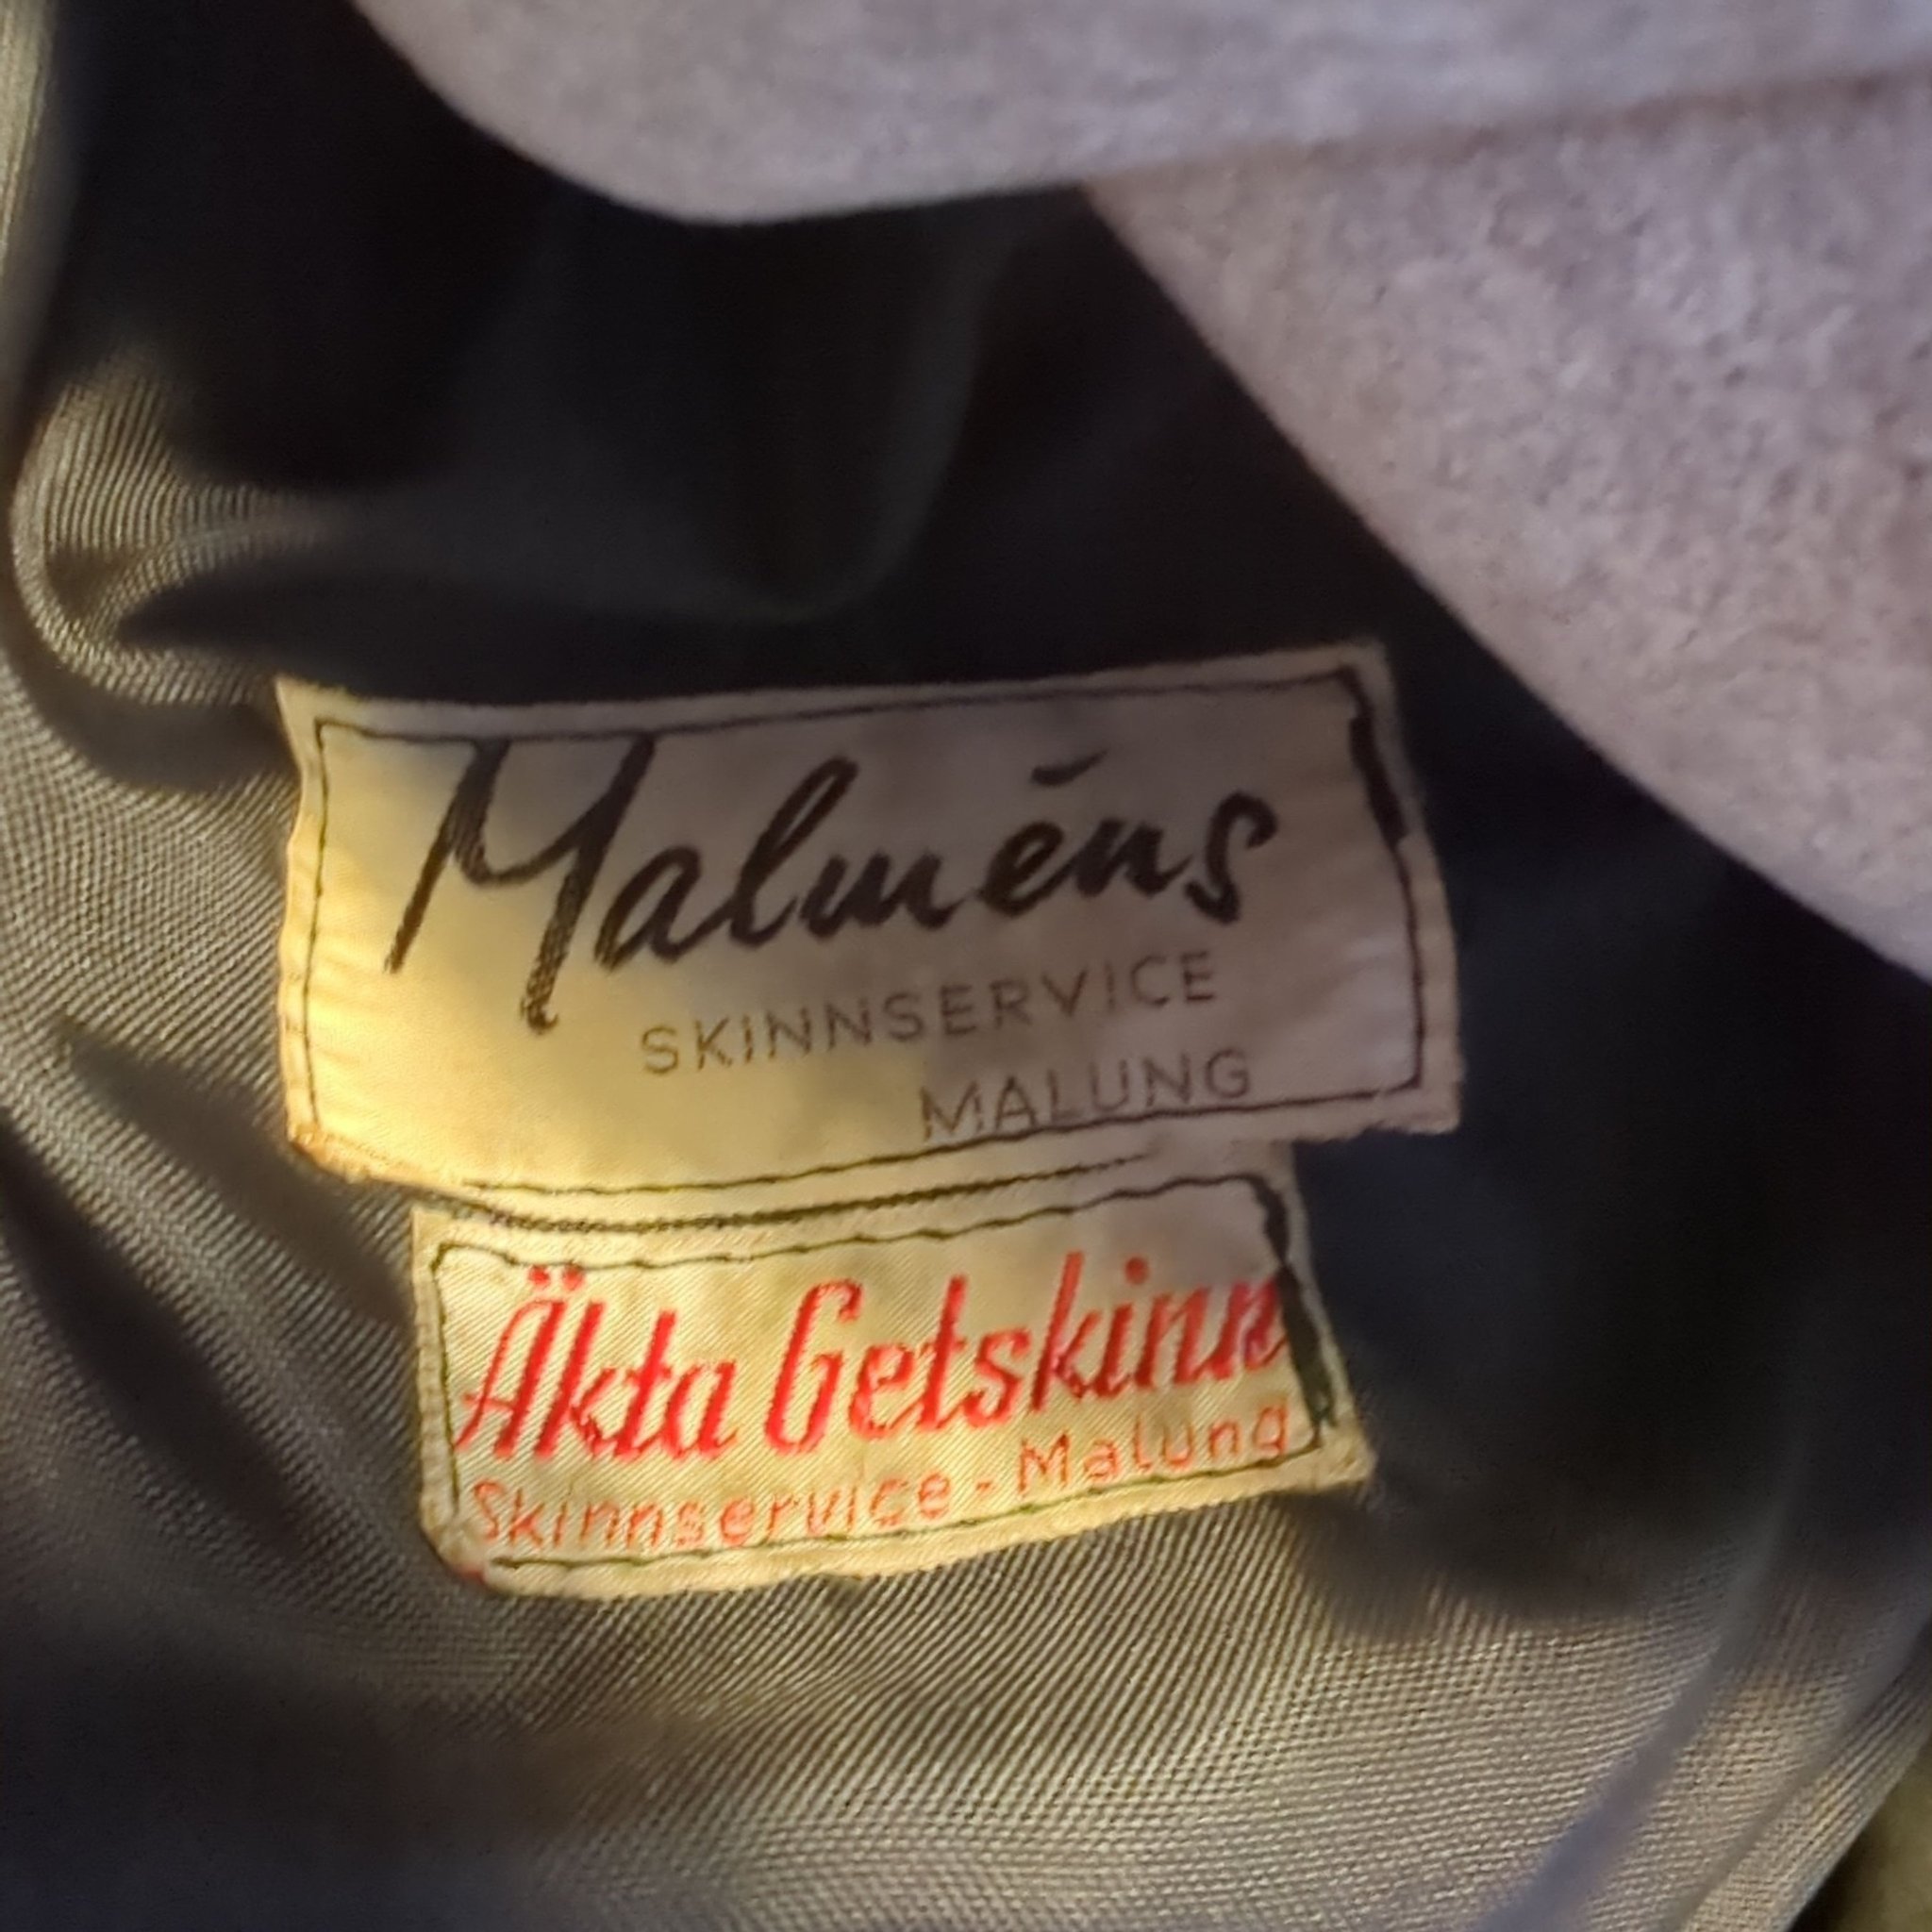 Malméns
SKINNSERVICE
MALUNG
Äkta Getskinn
Skinnservice - Malung